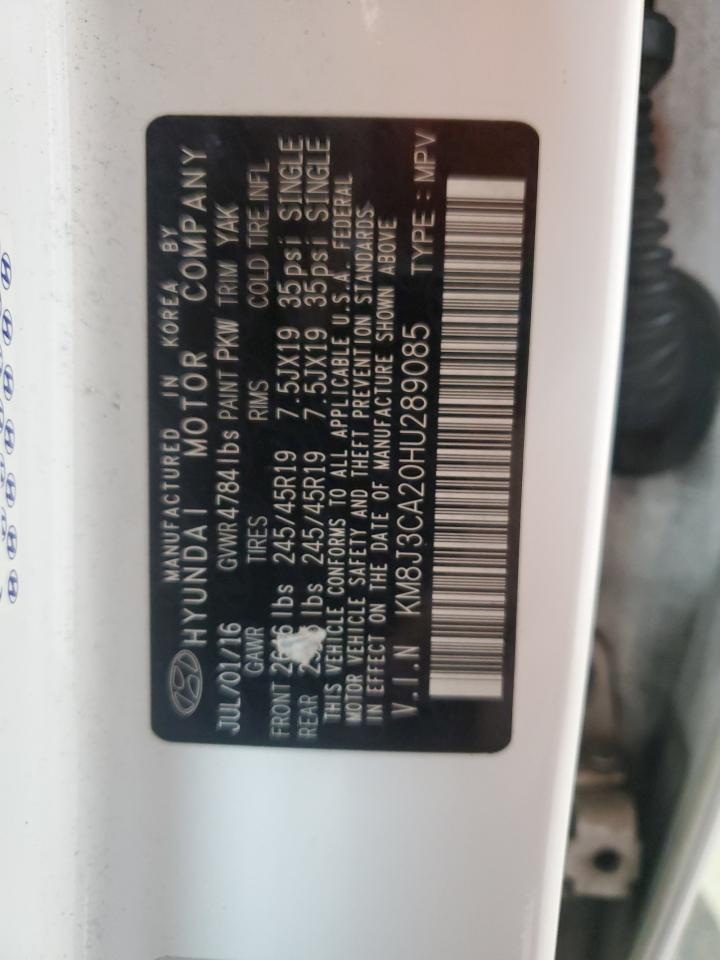 MANUFACTURED IN KOREA BY
HYUNDAI MOTOR COMPANY
JUL/01/16 GVWR 4784lbs PAINT PKW TRIM YAK
GAWR TIRES RMS COLD TIRE INFL
FRONT lbs 245/45R19 7.5JX19 35psi SINGLE
REAR lbs 245/45R19 7.5JX19 35psi SINGLE
THIS VEHICLE CONFORMS TO ALL APPLICABLE U.S.A. FEDERAL
MOTOR VEHICLE SAFETY AND THEFT PREVENTION STANDARDS
IN EFFECT ON THE DATE OF MANUFACTURE SHOWN ABOVE
V.I.N KM8J3CA20HU289085 TYPE : MPV